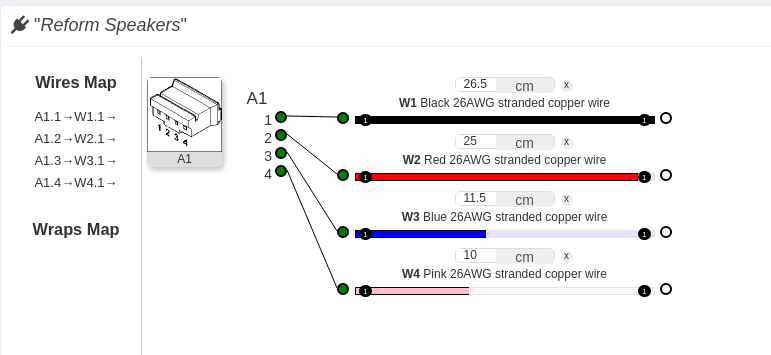 "Reform Speakers"
Wires Map
A1.1→W1.1→
A1.2→W2.1→
A1.3→W3.1→
A1.4→W4.1→
Wraps Map
1 2 3 4
A1
A1
1
2
3
4
26.5 cm x
W1 Black 26AWG stranded copper wire
1 1
25 cm x
W2 Red 26AWG stranded copper wire
1 1
11.5 cm x
W3 Blue 26AWG stranded copper wire
1 1
10 cm x
W4 Pink 26AWG stranded copper wire
1 1